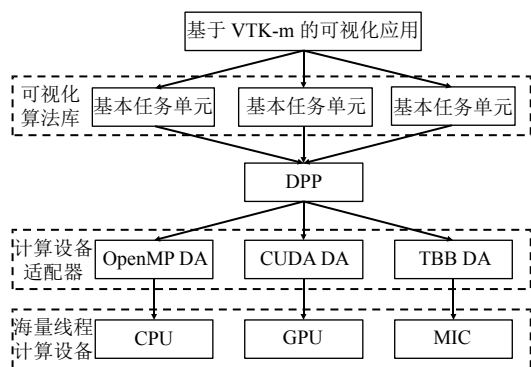 基于 VTK-m 的可视化应用
可视化
算法库
基本任务单元
基本任务单元
基本任务单元
DPP
计算设备
适配器
OpenMP DA
CUDA DA
TBB DA
海量线程
计算设备
CPU
GPU
MIC